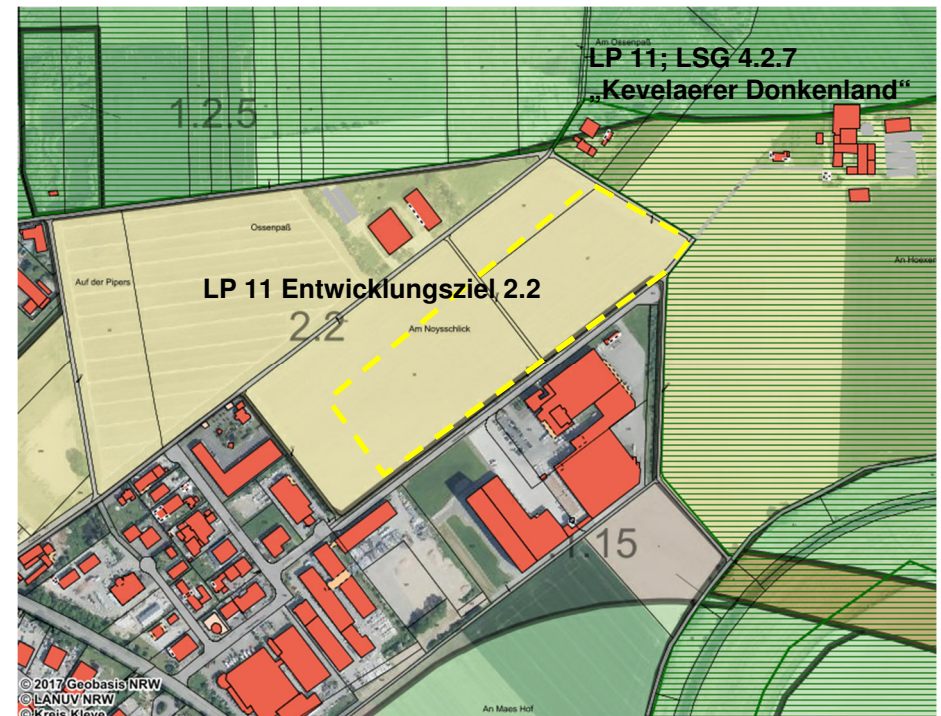 Am Ossenpaß
LP 11; LSG 4.2.7
„Kevelaerer Donkenland“
1.2.5
Ossenpaß
An Hoexer
Auf der Pipers
LP 11 Entwicklungsziel 2.2
2.2
Am Noysschlick
.1.15
An Maes Hof
© 2017 Geobasis NRW
© LANUV NRW
© Kreis Kleve